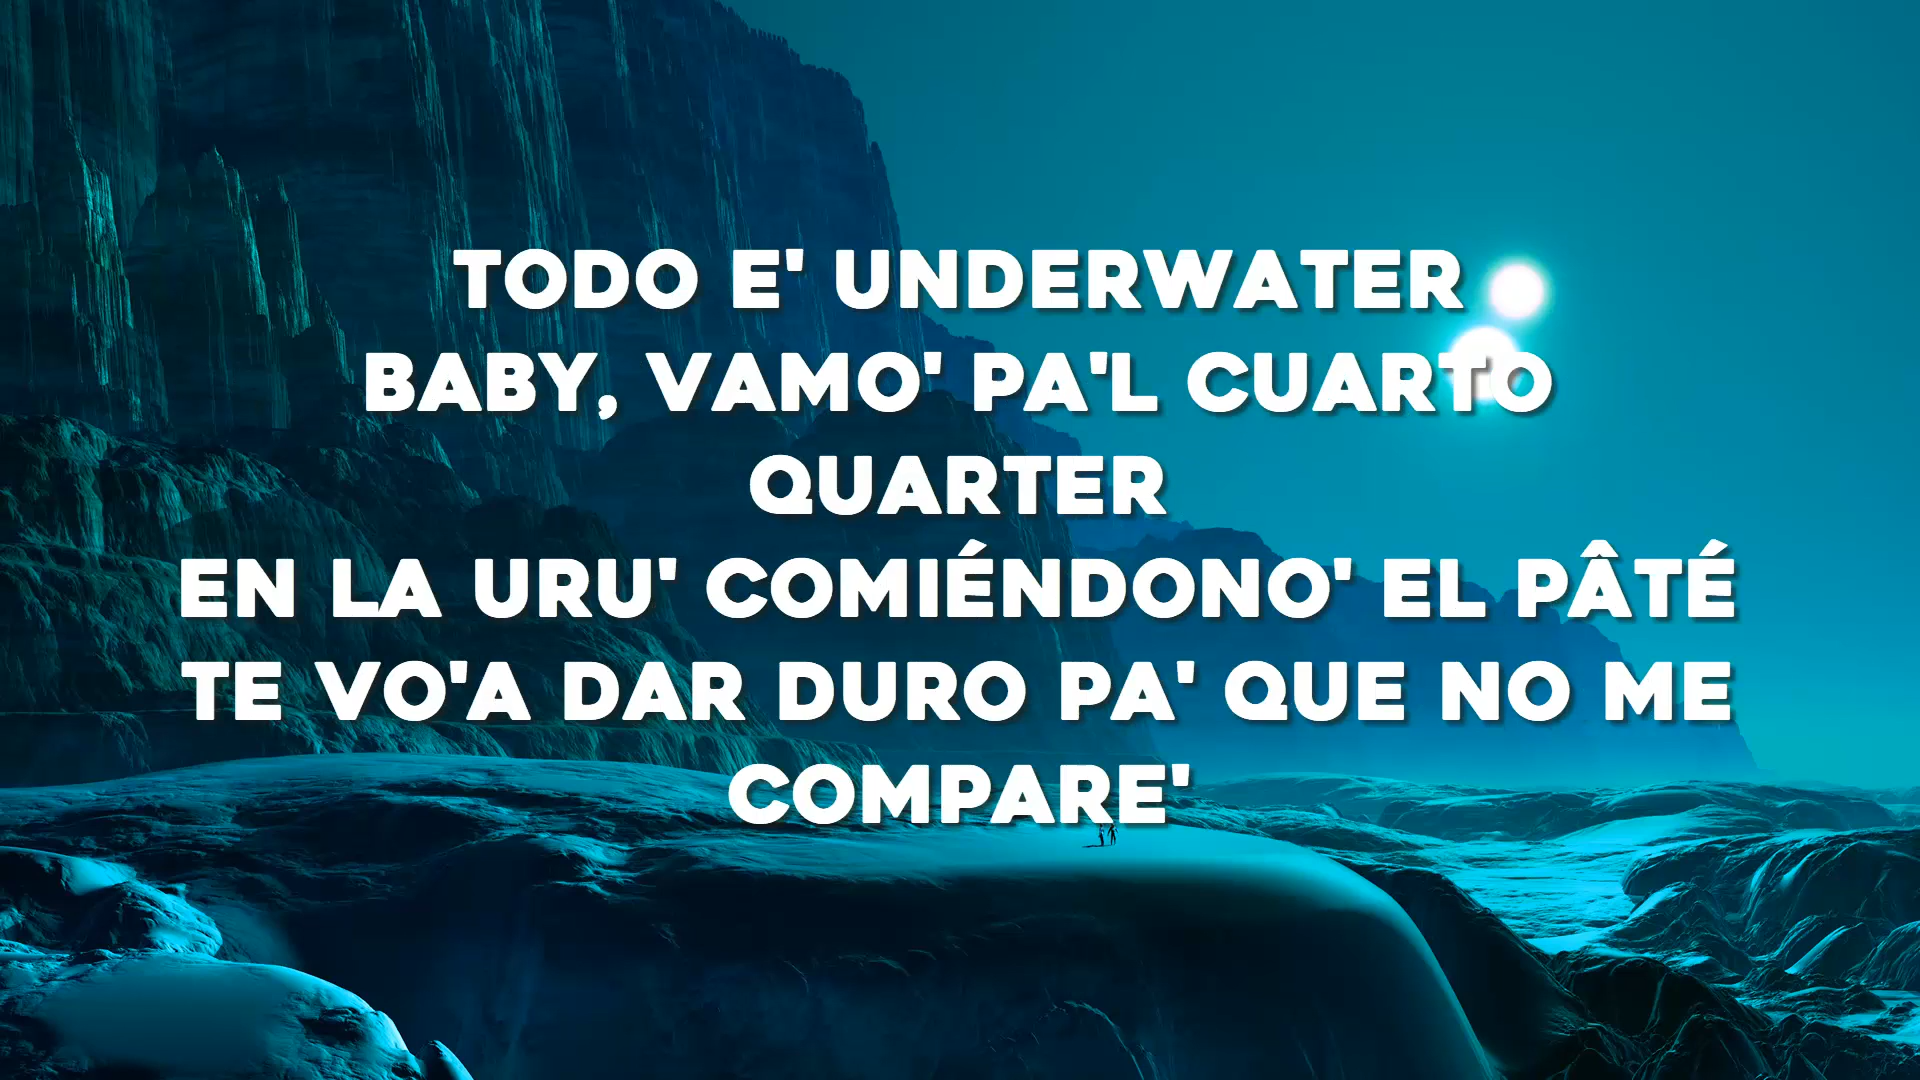 TODO E' UNDERWATER
BABY, VAMO' PA'L CUARTO
QUARTER
EN LA URU' COMIÉNDONO' EL PÂTÉ
TE VO'A DAR DURO PA' QUE NO ME
COMPARE'